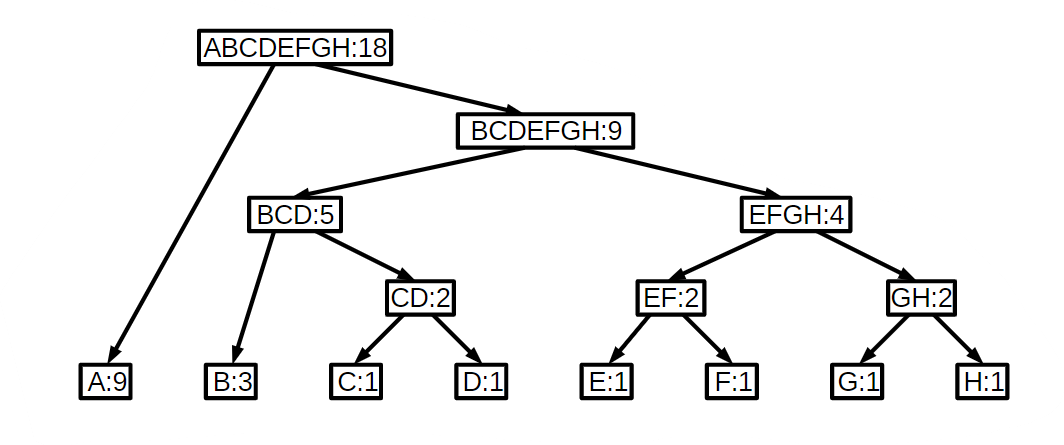 ABCDEFGH:18
BCDEFGH:9
BCD:5
EFGH:4
CD:2
EF:2
GH:2
A:9
B:3
C:1
D:1
E:1
F:1
G:1
H:1